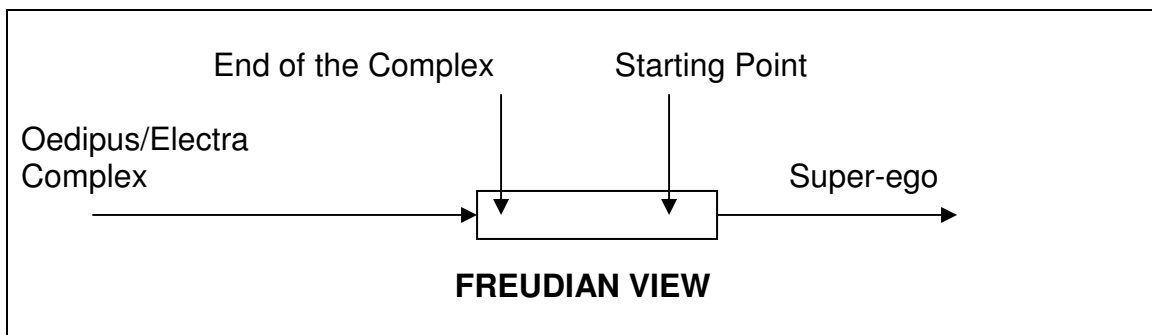 End of the Complex
Starting Point
Oedipus/Electra
Complex
Super-ego
FREUDIAN VIEW